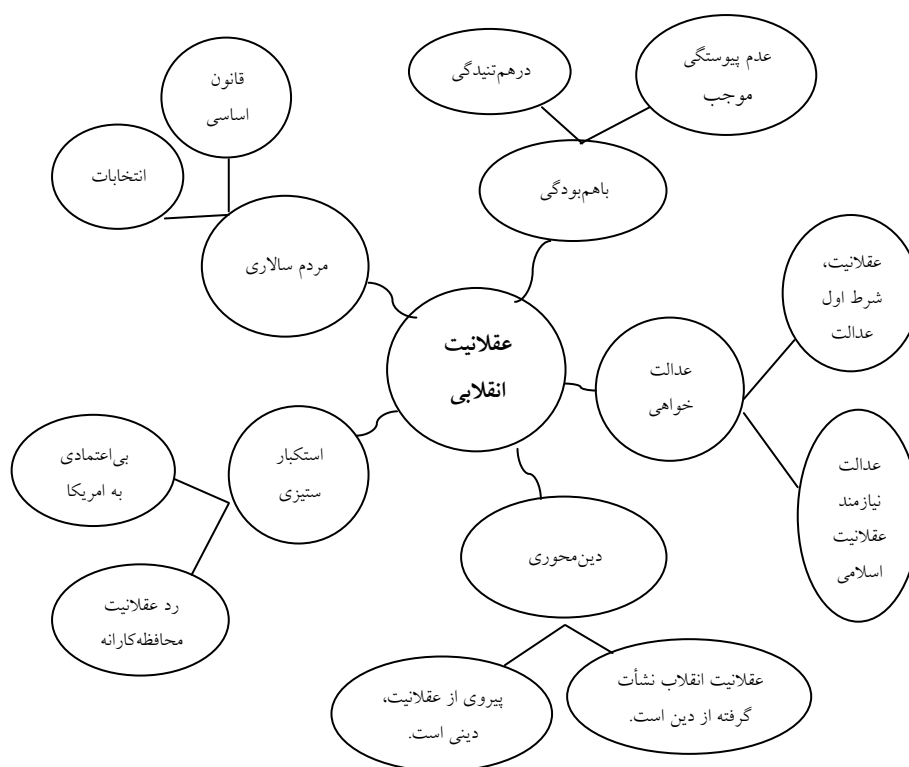 عدم پیوستگی
موجب
درهم‌تنیدگی
قانون
اساسی
انتخابات
باهم‌بودگی
مردم سالاری
عقلانیت،
شرط اول
عدالت
عقلانیت
انقلابی
عدالت
خواهی
عدالت
نیازمند
عقلانیت
اسلامی
استکبار
ستیزی
بی‌اعتمادی
به امریکا
رد عقلانیت
محافظه‌کارانه
دین‌محوری
عقلانیت انقلاب نشأت
گرفته از دین است.
پیروی از عقلانیت،
دینی است.